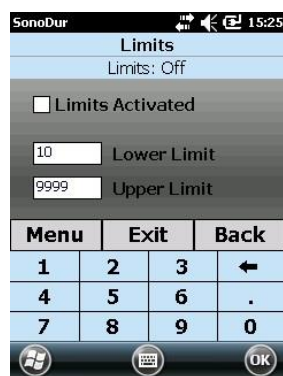 SonoDur 15:25
Limits
Limits: Off
Limits Activated
10 Lower Limit
9999 Upper Limit
Menu Exit Back
1 2 3
4 5 6 .
7 8 9 0
OK